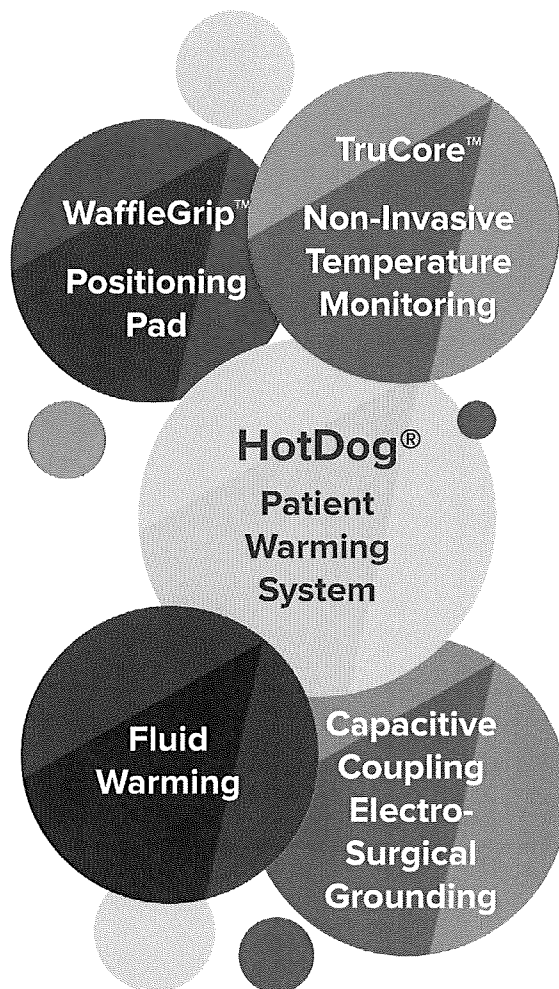 WaffleGrip™
Positioning
Pad
TruCore™
Non-Invasive
Temperature
Monitoring
HotDog®
Patient
Warming
System
Fluid
Warming
Capacitive
Coupling
Electro-
Surgical
Grounding